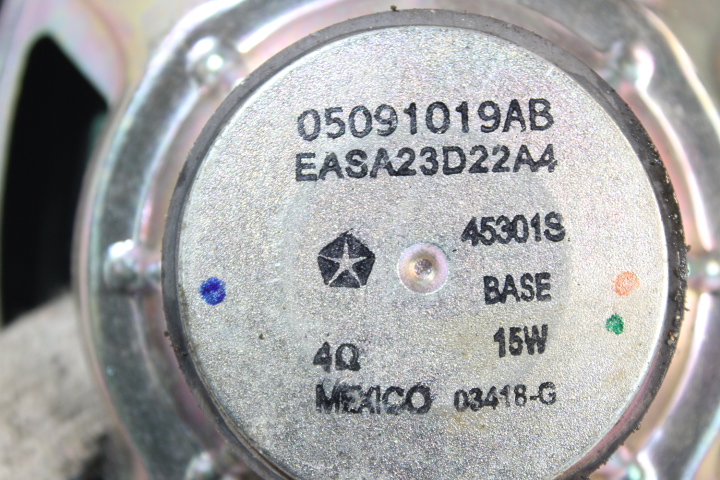 05091019AB
EASA23D22A4
45301S
BASE
15W
4Ω
MEXICO 03418-G